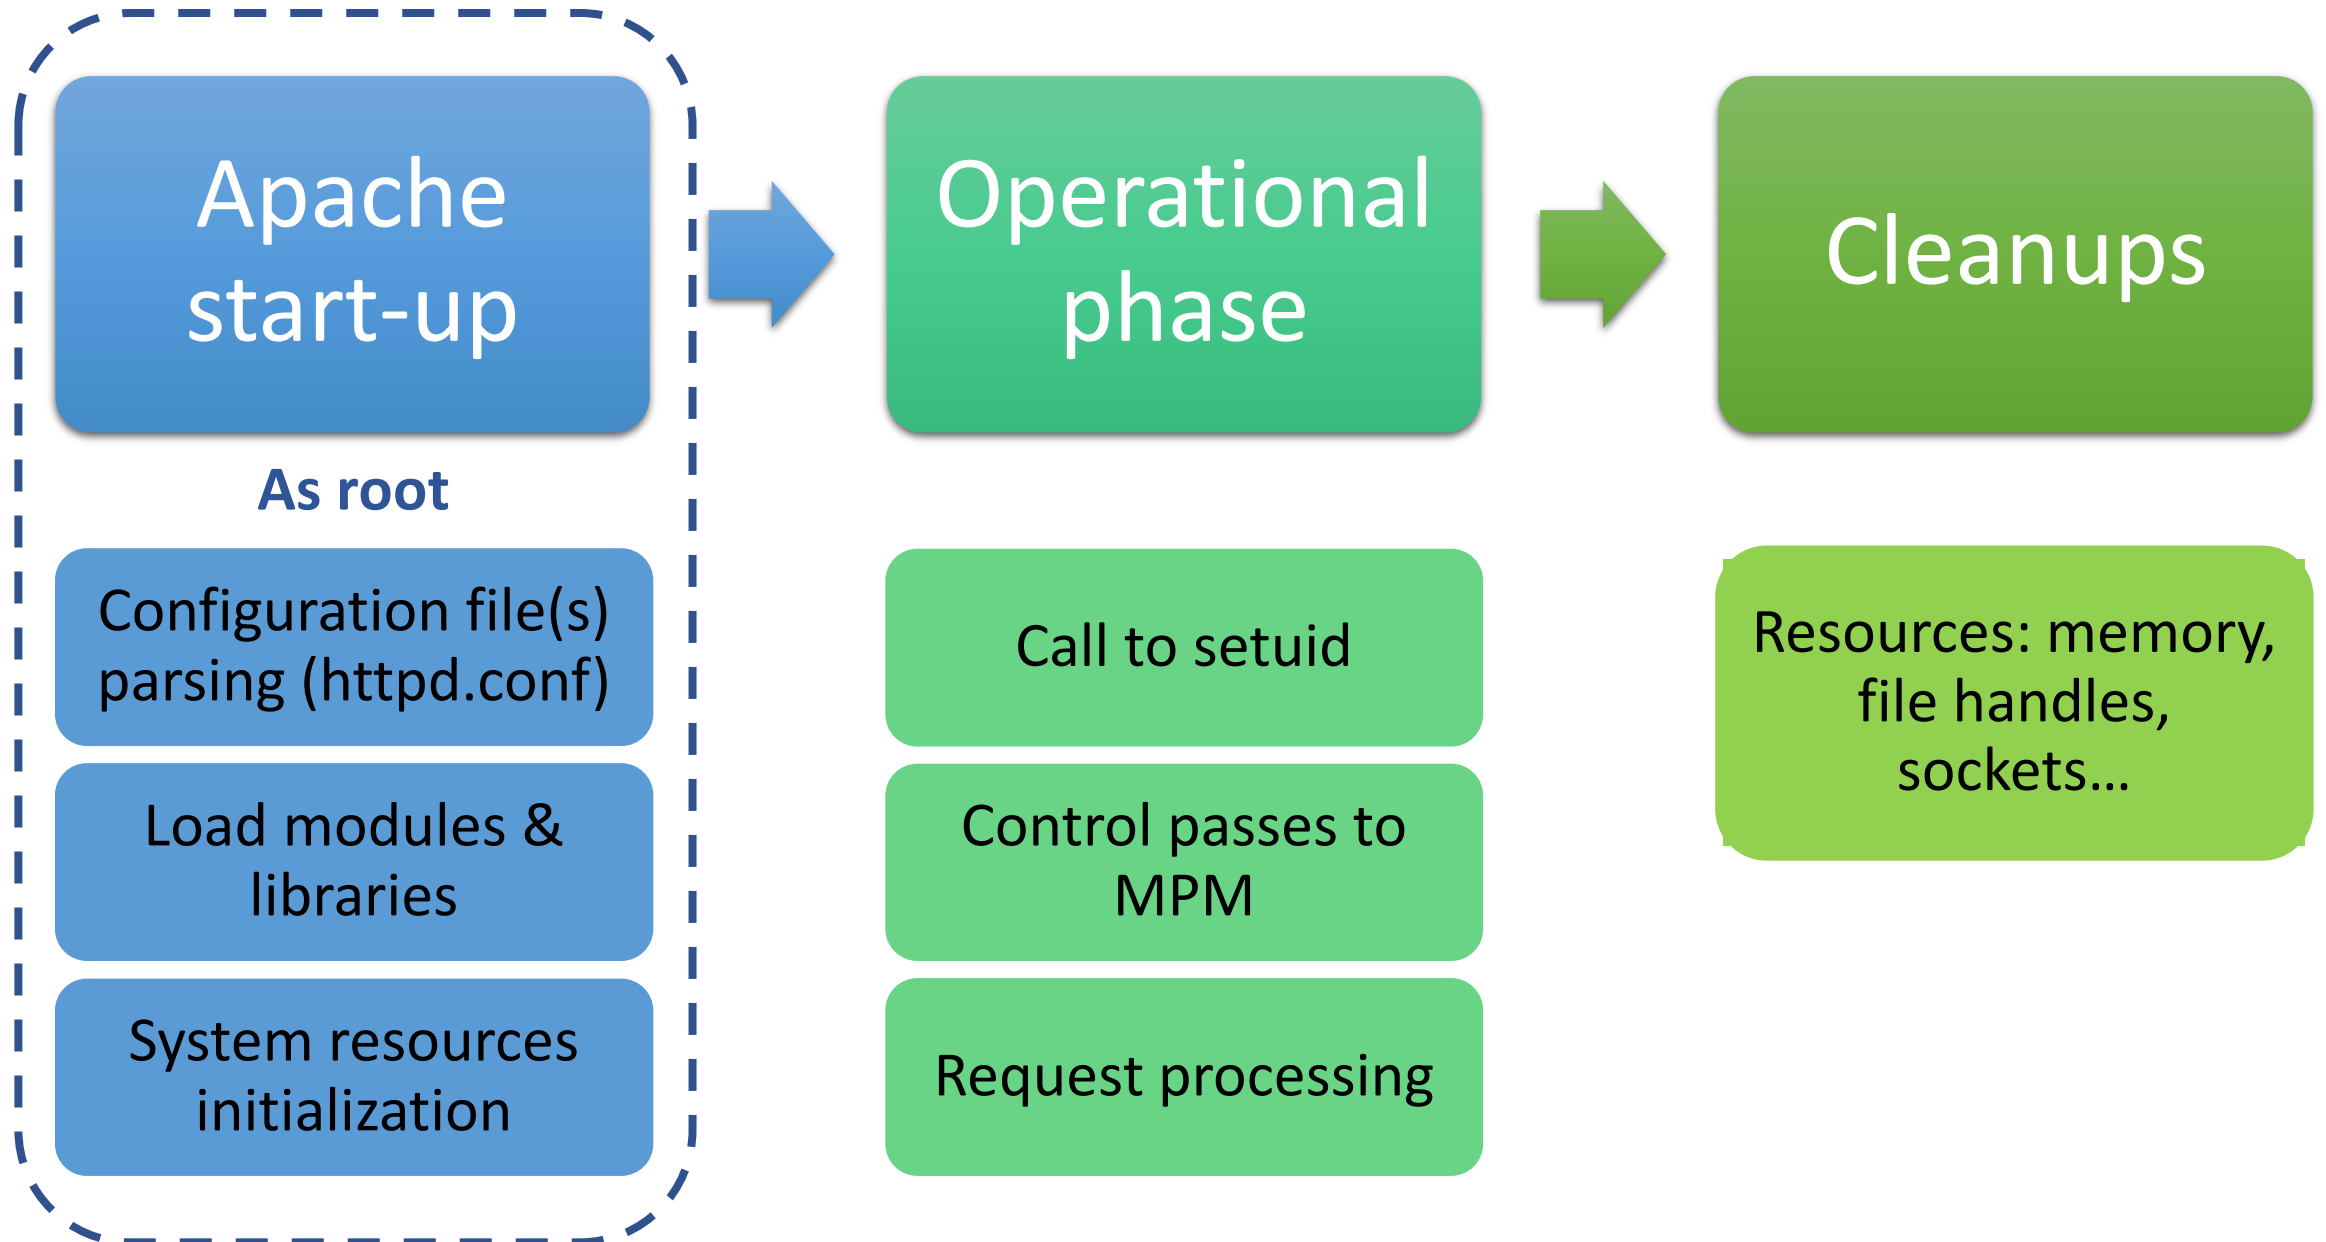 Apache
start-up
As root
Configuration file(s)
parsing (httpd.conf)
Load modules &
libraries
System resources
initialization
Operational
phase
Call to setuid
Control passes to
MPM
Request processing
Cleanups
Resources: memory,
file handles,
sockets...